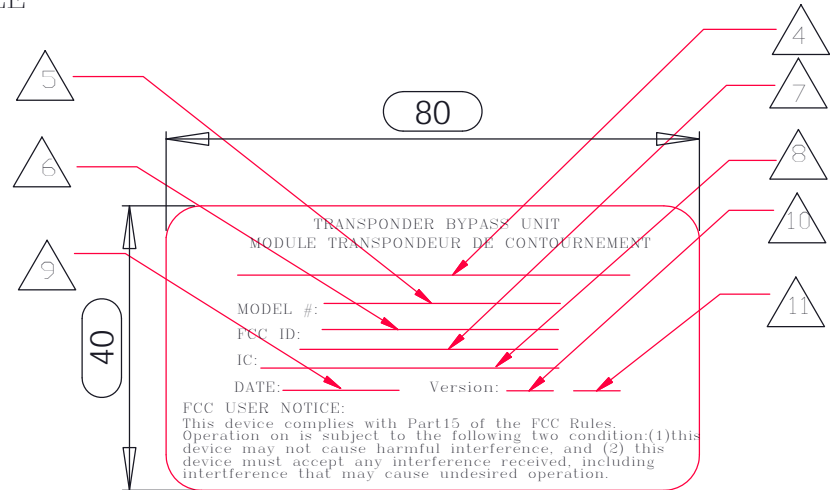 4
5
7
80
6
8
10
TRANSPONDER BYPASS UNIT
MODULE TRANSPONDEUR DE CONTOURNEMENT
9
11
MODEL #:
40
FCC ID:
IC:
DATE: Version:
FCC USER NOTICE:
This device complies with Part15 of the FCC Rules.
Operation on is subject to the following two condition:(1)this
device may not cause harmful interference, and (2) this
device must accept any interference received, including
intertference that may cause undesired operation.